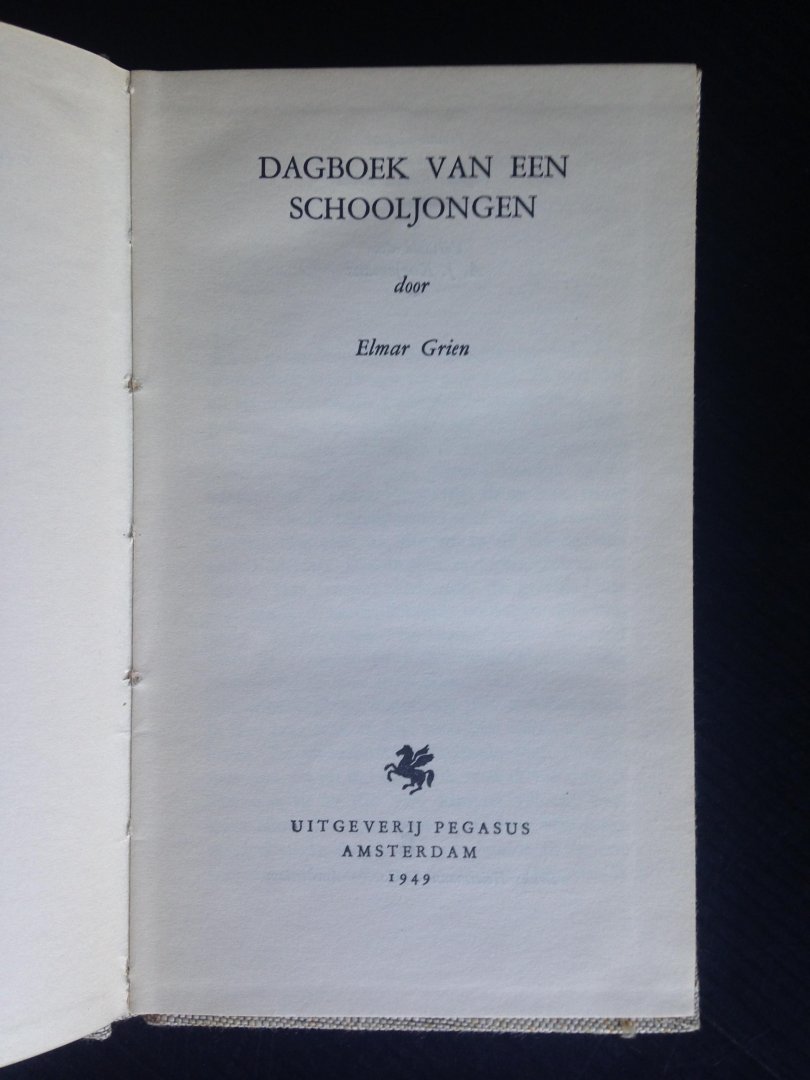 DAGBOEK VAN EEN
SCHOOLJONGEN
door
Elmar Grien
UITGEVERIJ PEGASUS
AMSTERDAM
1949